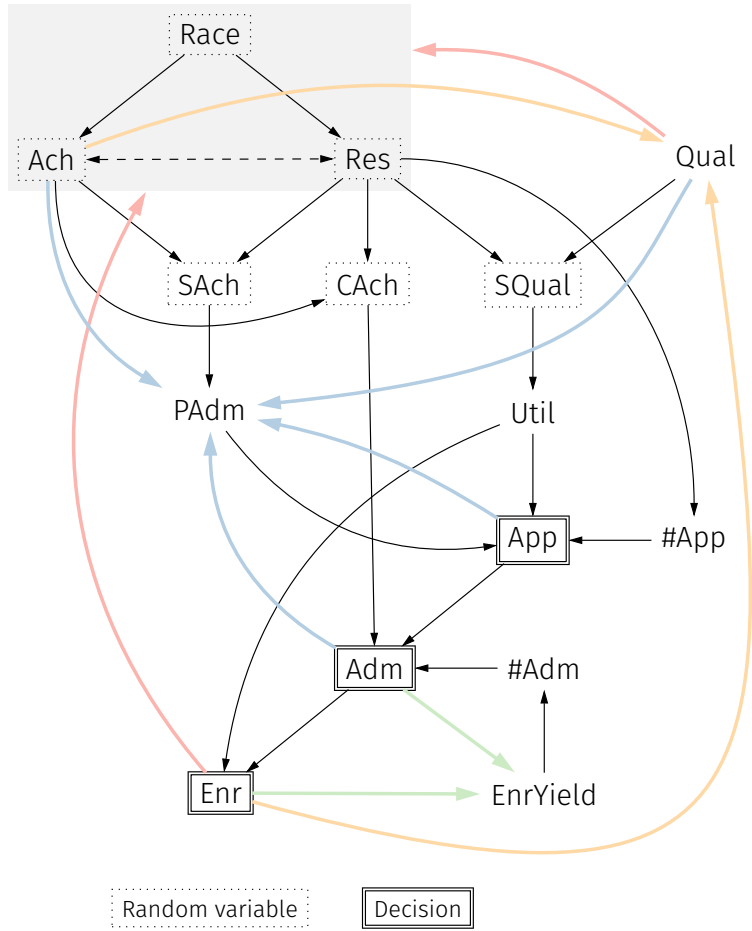 Race
Ach
Res
Qual
SAch
CAch
SQual
PAdm
Util
App
#App
Adm
#Adm
Enr
EnrYield
Random variable
Decision